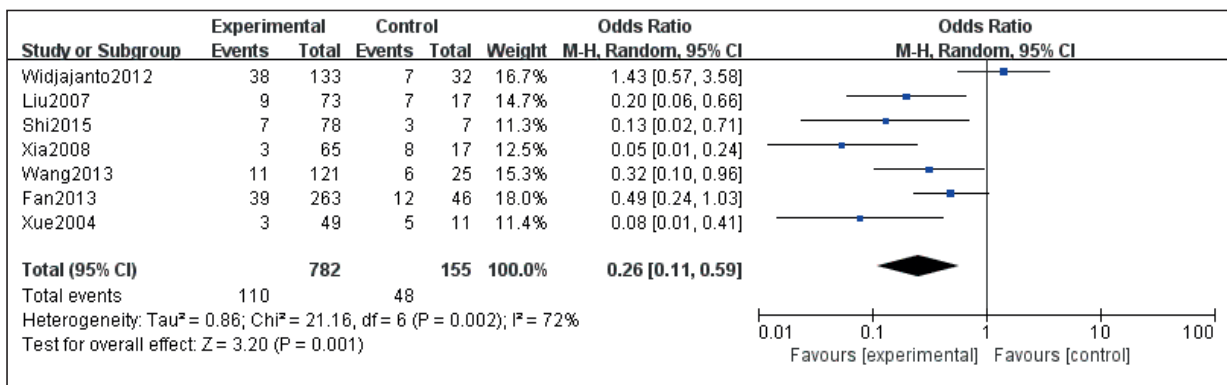 Experimental Control Odds Ratio Odds Ratio
Study or Subgroup Events Total Events Total Weight M-H, Random, 95% CI M-H, Random, 95% CI
Widjajanto2012 38 133 7 32 16.7% 1.43 [0.57, 3.58]
Liu2007 9 73 7 17 14.7% 0.20 [0.06, 0.66]
Shi2015 7 78 3 7 11.3% 0.13 [0.02, 0.71]
Xia2008 3 65 8 17 12.5% 0.05 [0.01, 0.24]
Wang2013 11 121 6 25 15.3% 0.32 [0.10, 0.96]
Fan2013 39 263 12 46 18.0% 0.49 [0.24, 1.03]
Xue2004 3 49 5 11 11.4% 0.08 [0.01, 0.41]
Total (95% CI) 782 155 100.0% 0.26 [0.11, 0.59]
Total events 110 48
Heterogeneity: Tau² = 0.86; Chi² = 21.16, df = 6 (P = 0.002); I² = 72%
Test for overall effect: Z = 3.20 (P = 0.001)
0.01 0.1 1 10 100
Favours [experimental] Favours [control]